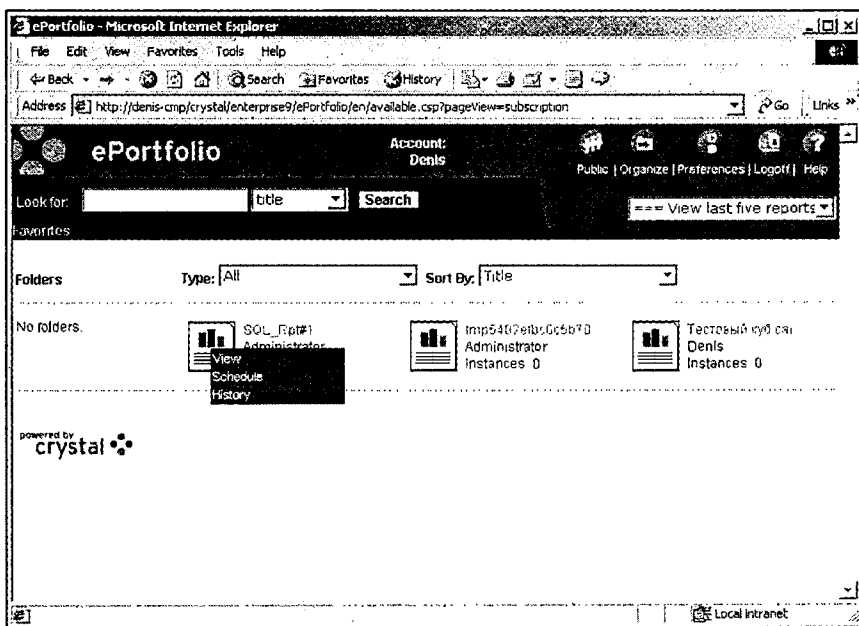 ePortfolio - Microsoft Internet Explorer
File Edit View Favorites Tools Help
Back Search Favorites History
Address http://denis-cmp/crystal/enterprise9/ePortfolio/en/available.csp?pageView=subscription Go Links »
ePortfolio
Account:
Denis
Public | Organize | Preferences | Logoff | Help
Look for: title Search
=== View last five reports
Favorites
Folders Type: All Sort By: Title
No folders.
SQL_Rpt#1
Administrator
View
Schedule
History
Administrator
Instances 0
Тестовый куб
Denis
Instances 0
powered by
crystal
Local intranet